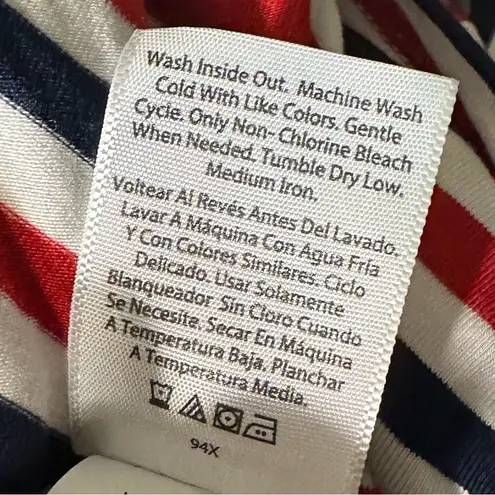 Wash Inside Out. Machine Wash
Cold With Like Colors. Gentle
Cycle. Only Non- Chlorine Bleach
When Needed. Tumble Dry Low.
Medium Iron.
Voltear Al Revés Antes Del Lavado.
Lavar A Máquina Con Agua Fría
Y Con Colores Similares. Ciclo
Delicado. Usar Solamente
Blanqueador Sin Cloro Cuando
Se Necesite. Secar En Máquina
A Temperatura Baja. Planchar
A Temperatura Media.
94X